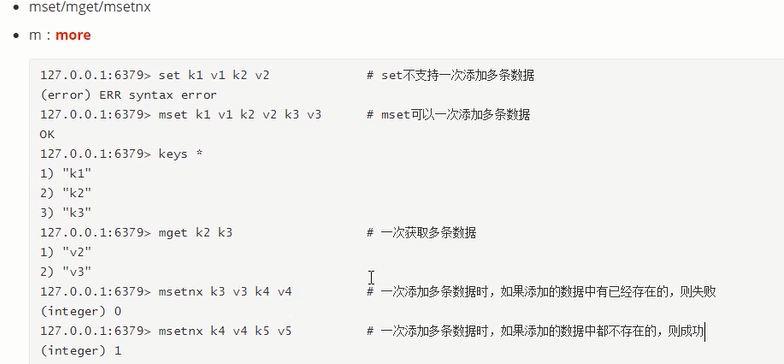 mset/mget/msetnx
m：more
127.0.0.1:6379> set k1 v1 k2 v2 # set不支持一次添加多条数据
(error) ERR syntax error
127.0.0.1:6379> mset k1 v1 k2 v2 k3 v3 # mset可以一次添加多条数据
OK
127.0.0.1:6379> keys *
1) "k1"
2) "k2"
3) "k3"
127.0.0.1:6379> mget k2 k3 # 一次获取多条数据
1) "v2"
2) "v3"
127.0.0.1:6379> msetnx k3 v3 k4 v4 # 一次添加多条数据时，如果添加的数据中有已经存在的，则失败
(integer) 0
127.0.0.1:6379> msetnx k4 v4 k5 v5 # 一次添加多条数据时，如果添加的数据中都不存在的，则成功
(integer) 1